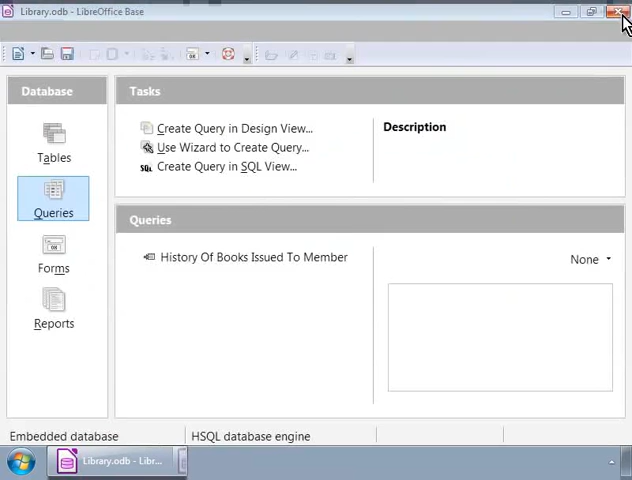 Library.odb - LibreOffice Base
Database
Tables
Queries
Forms
Reports
Tasks
Create Query in Design View...
Use Wizard to Create Query...
SQL Create Query in SQL View...
Description
Queries
History Of Books Issued To Member
None
Embedded database
HSQL database engine
Library.odb - Libr...